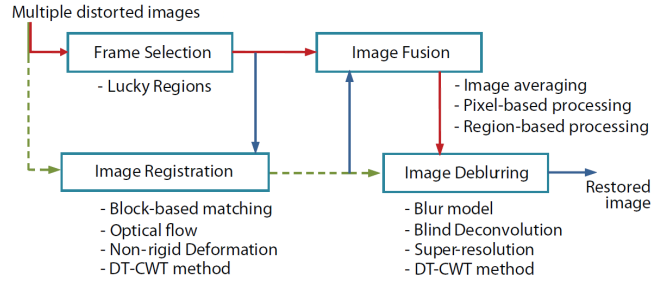 Multiple distorted images
Frame Selection
- Lucky Regions
Image Fusion
- Image averaging
- Pixel-based processing
- Region-based processing
Image Registration
- Block-based matching
- Optical flow
- Non-rigid Deformation
- DT-CWT method
Image Deblurring
- Blur model
- Blind Deconvolution
- Super-resolution
- DT-CWT method
Restored
image